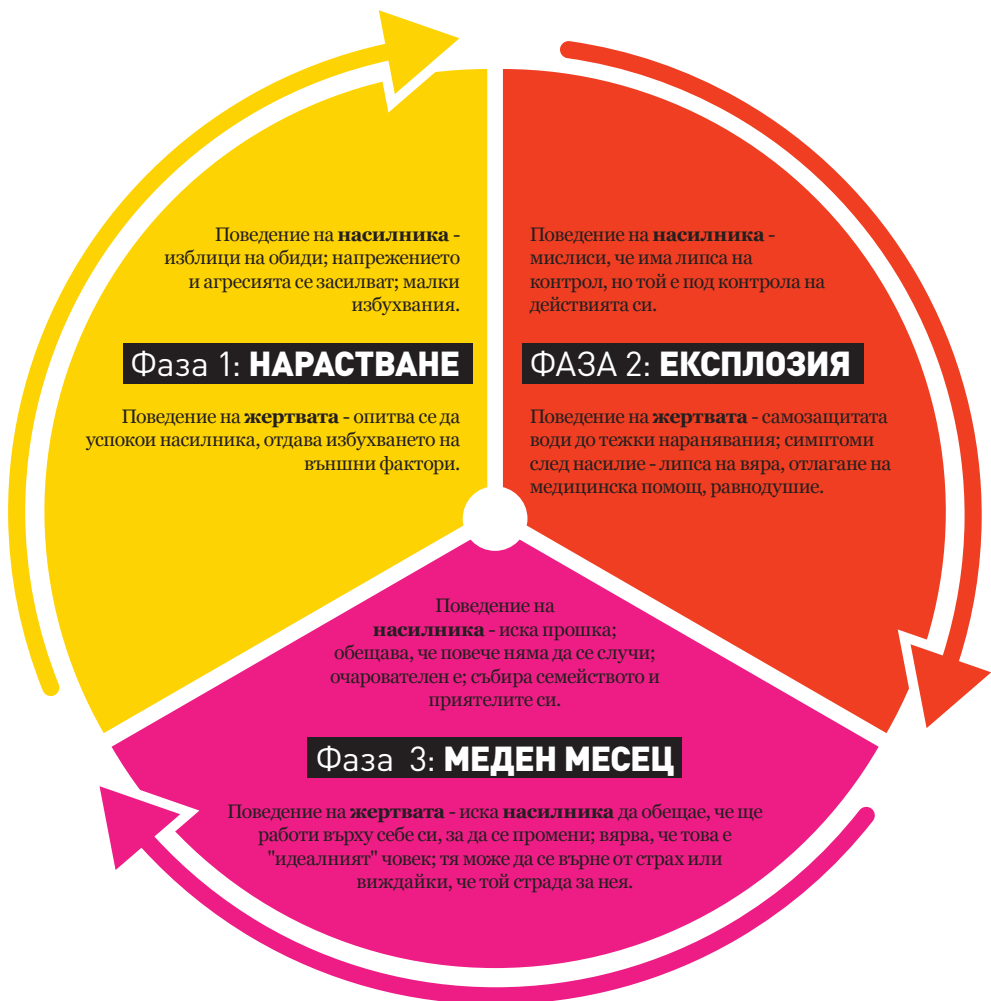 Поведение на насилника -
изблици на обиди; напрежението
и агресията се засилват; малки
избухвания.
Фаза 1: НАРАСТВАНЕ
Поведение на жертвата - опитва се да
успокои насилника, отдава избухването на
външни фактори.
Поведение на насилника -
мислиси, че има липса на
контрол, но той е под контрола на
действията си.
ФАЗА 2: ЕКСПЛОЗИЯ
Поведение на жертвата - самозащитата
води до тежки наранявания; симптоми
след насилие - липса на вяра, отлагане на
медицинска помощ, равнодушие.
Поведение на
насилника - иска прошка;
обещава, че повече няма да се случи;
очарователен е; събира семейството и
приятелите си.
Фаза 3: МЕДЕН МЕСЕЦ
Поведение на жертвата - иска насилника да обещае, че ще
работи върху себе си, за да се промени; вярва, че това е
"идеалният" човек; тя може да се върне от страх или
виждайки, че той страда за нея.